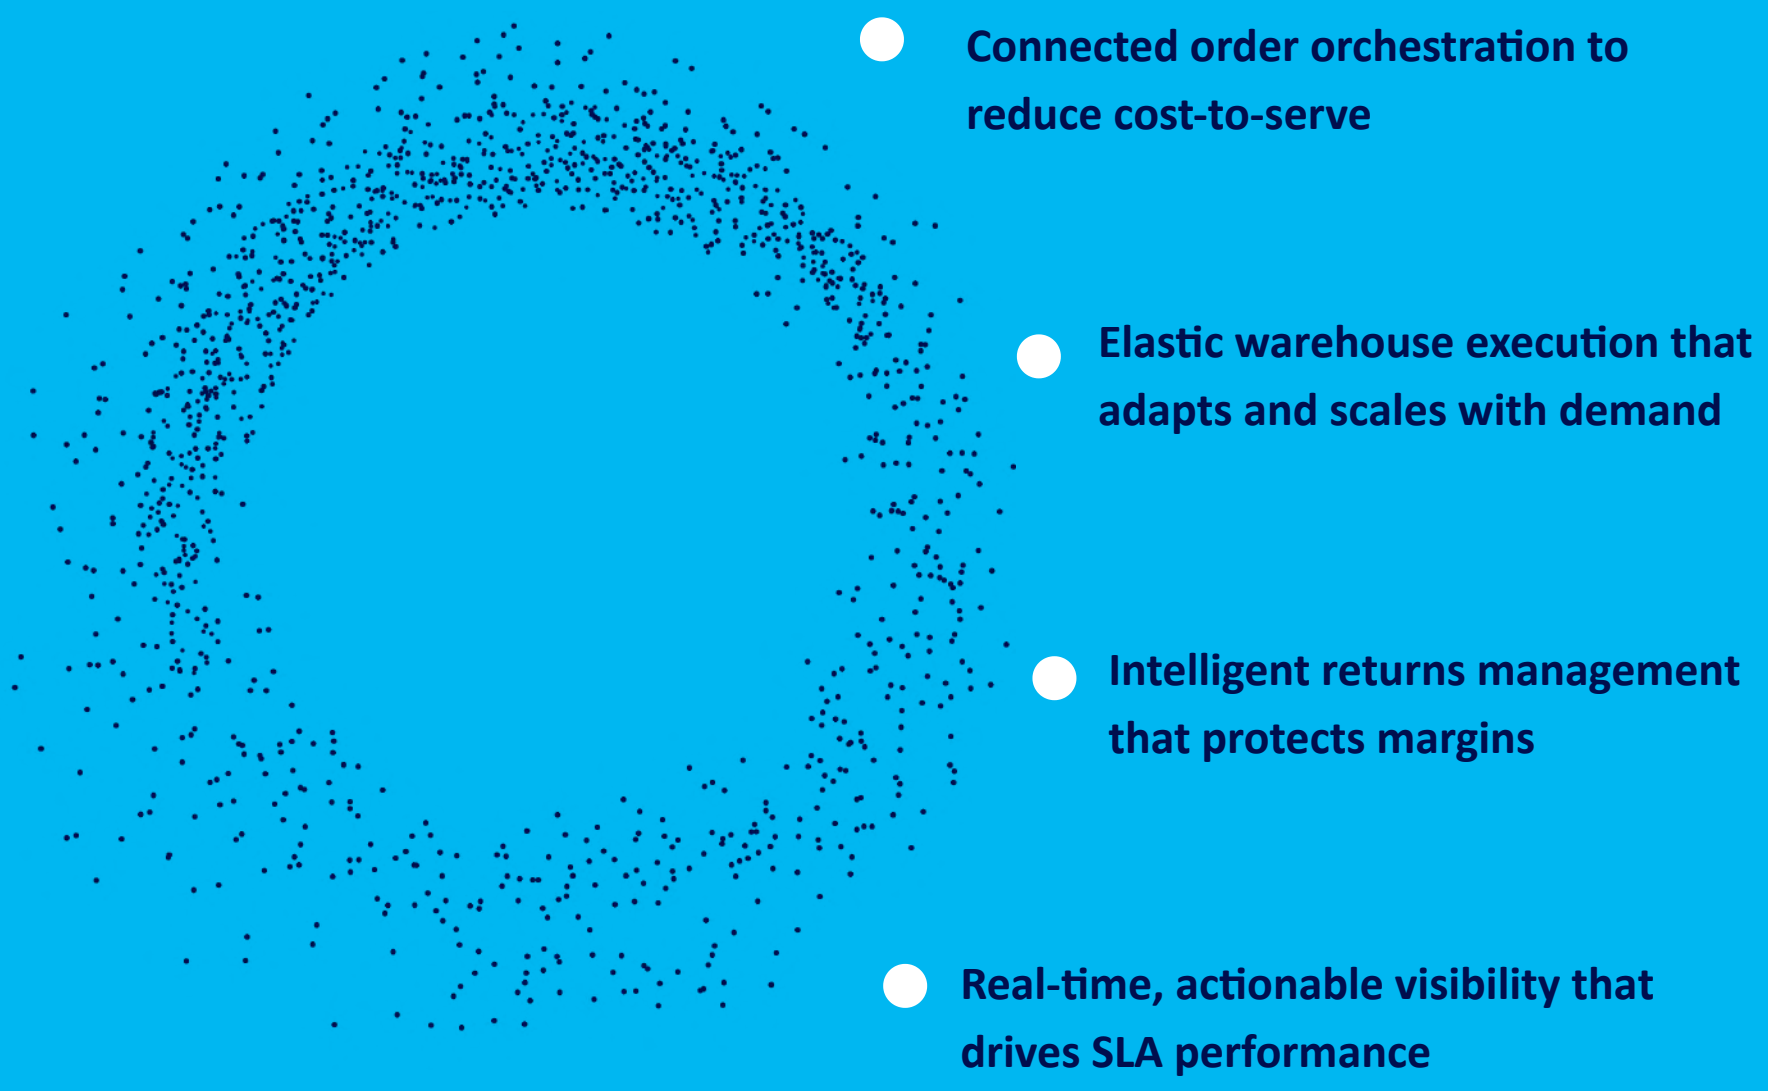 Connected order orchestration to
reduce cost-to-serve
Elastic warehouse execution that
adapts and scales with demand
Intelligent returns management
that protects margins
Real-time, actionable visibility that
drives SLA performance